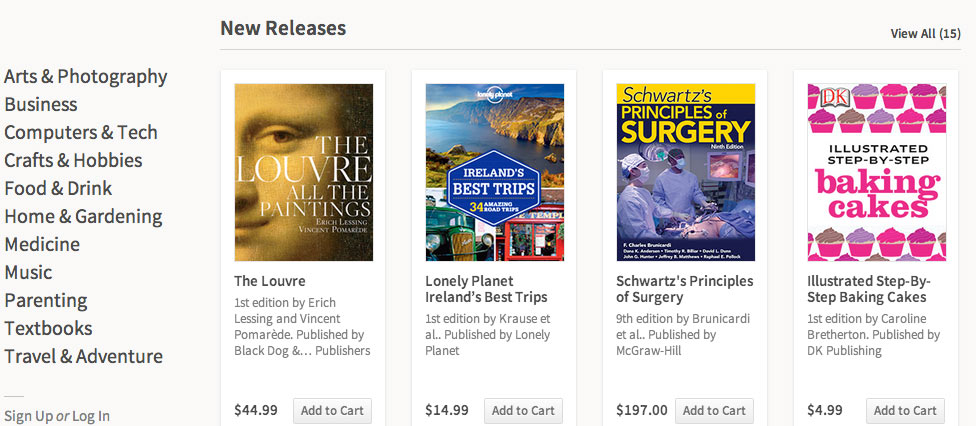 New Releases
View All (15)
Arts & Photography
Business
Computers & Tech
Crafts & Hobbies
Food & Drink
Home & Gardening
Medicine
Music
Parenting
Textbooks
Travel & Adventure
Sign Up or Log In
THE
LOUVRE
ALL THE
PAINTINGS
ERICH LESSING
VINCENT POMARÈDE
The Louvre
1st edition by Erich
Lessing and Vincent
Pomarède. Published by
Black Dog &... Publishers
$44.99
Add to Cart
lonely planet
IRELAND'S
BEST TRIPS
34 AMAZING
ROAD TRIPS
Lonely Planet
Ireland's Best Trips
1st edition by Krause et
al.. Published by Lonely
Planet
$14.99
Add to Cart
Schwartz's
PRINCIPLES of
SURGERY
Ninth Edition
F. Charles Brunicardi
Dana K. Andersen • Timothy R. Billiar • David L. Dunn
John G. Hunter • Jeffrey B. Matthews • Raphael E. Pollock
Schwartz's Principles
of Surgery
9th edition by Brunicardi
et al.. Published by
McGraw-Hill
$197.00
Add to Cart
DK
ILLUSTRATED
STEP-BY-STEP
baking
cakes
Illustrated Step-By-
Step Baking Cakes
1st edition by Caroline
Bretherton. Published by
DK Publishing
$4.99
Add to Cart